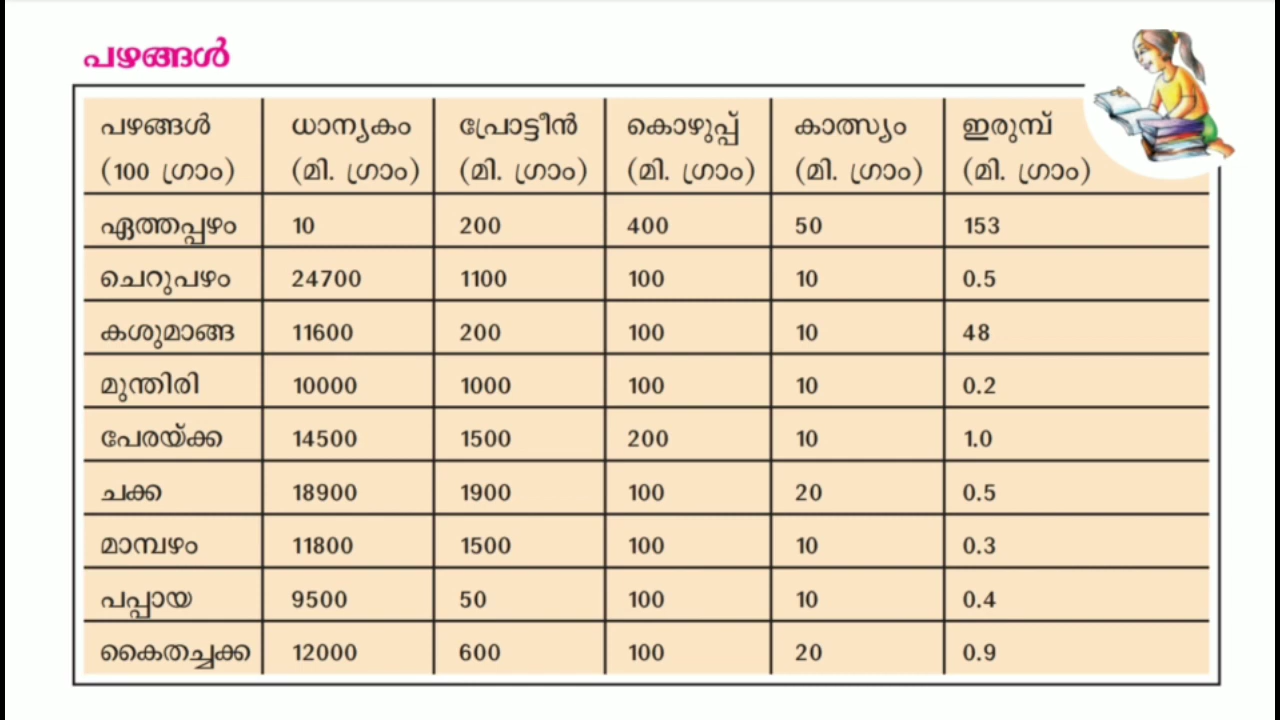 പഴങ്ങൾ
പഴങ്ങൾ ധാന്യകം പ്രോട്ടീൻ കൊഴുപ്പ് കാത്സ്യം ഇരുമ്പ്
(100 ഗ്രാം) (മി. ഗ്രാം) (മി. ഗ്രാം) (മി. ഗ്രാം) (മി. ഗ്രാം) (മി. ഗ്രാം)
ഏത്തപ്പഴം 10 200 400 50 153
ചെറുപഴം 24700 1100 100 10 0.5
കശുമാങ്ങ 11600 200 100 10 48
മുന്തിരി 10000 1000 100 10 0.2
പേരയ്ക്ക 14500 1500 200 10 1.0
ചക്ക 18900 1900 100 20 0.5
മാമ്പഴം 11800 1500 100 10 0.3
പപ്പായ 9500 50 100 10 0.4
കൈതച്ചക്ക 12000 600 100 20 0.9